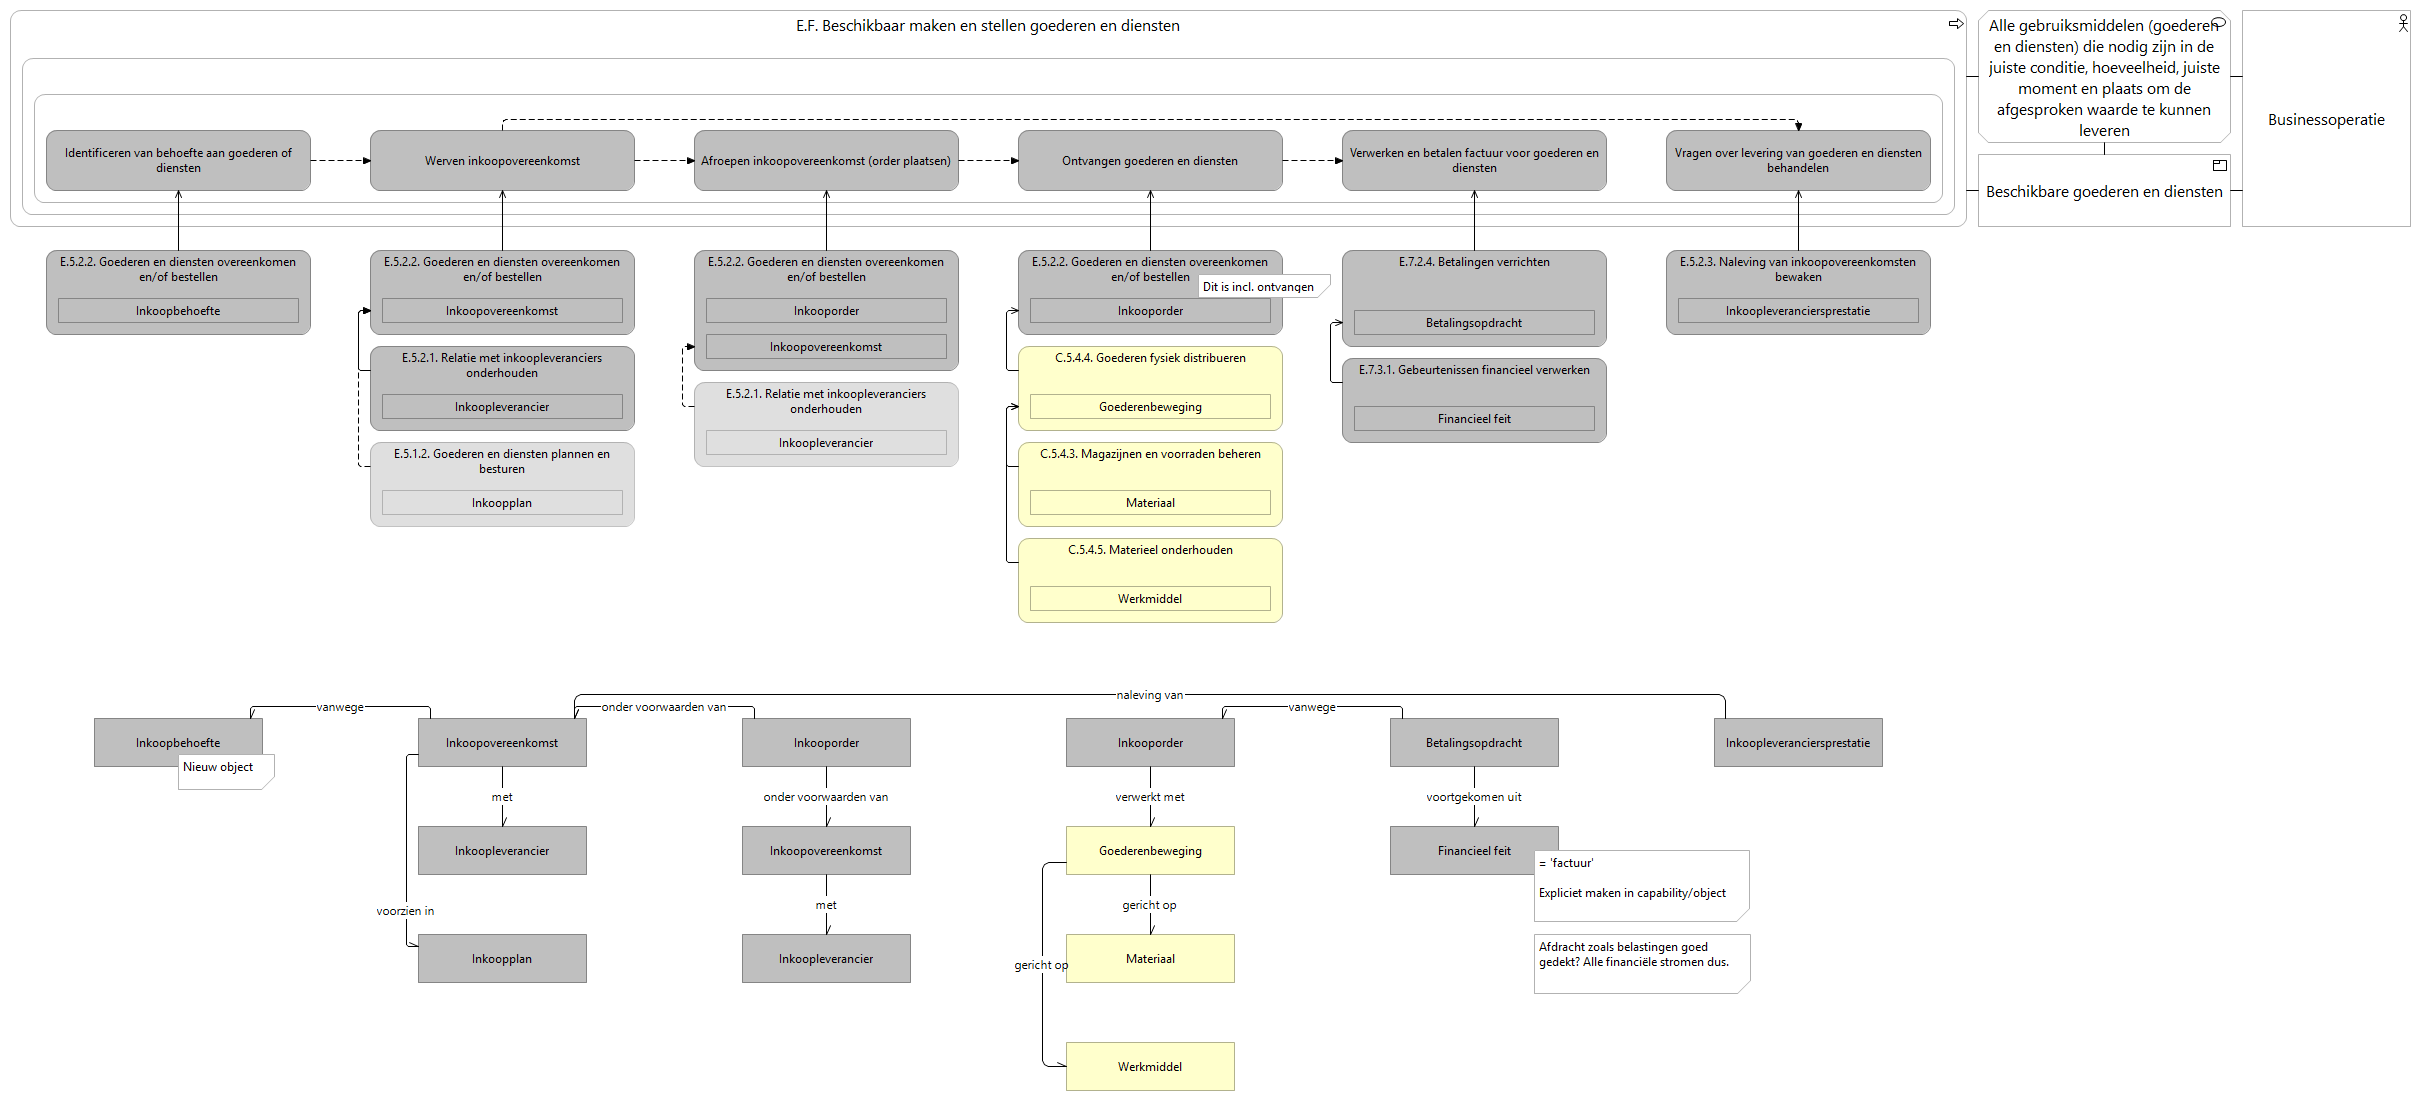 E.F. Beschikbaar maken en stellen goederen en diensten
Alle gebruiksmiddelen (goederen
en diensten) die nodig zijn in de
juiste conditie, hoeveelheid, juiste
moment en plaats om de
afgesproken waarde te kunnen
leveren
Businessoperatie
Beschikbare goederen en diensten
Identificeren van behoefte aan goederen of
diensten
Werven inkoopovereenkomst
Afroepen inkoopovereenkomst (order plaatsen)
Ontvangen goederen en diensten
Verwerken en betalen factuur voor goederen en
diensten
Vragen over levering van goederen en diensten
behandelen
E.5.2.2. Goederen en diensten overeenkomen
en/of bestellen
Inkoopbehoefte
E.5.2.2. Goederen en diensten overeenkomen
en/of bestellen
Inkoopovereenkomst
E.5.2.1. Relatie met inkoopleveranciers
onderhouden
Inkoopleverancier
E.5.1.2. Goederen en diensten plannen en
besturen
Inkoopplan
E.5.2.2. Goederen en diensten overeenkomen
en/of bestellen
Inkooporder
Inkoopovereenkomst
E.5.2.1. Relatie met inkoopleveranciers
onderhouden
Inkoopleverancier
E.5.2.2. Goederen en diensten overeenkomen
en/of bestellen
Dit is incl. ontvangen
Inkooporder
C.5.4.4. Goederen fysiek distribueren
Goederenbeweging
C.5.4.3. Magazijnen en voorraden beheren
Materiaal
C.5.4.5. Materieel onderhouden
Werkmiddel
E.7.2.4. Betalingen verrichten
Betalingsopdracht
E.7.3.1. Gebeurtenissen financieel verwerken
Financieel feit
E.5.2.3. Naleving van inkoopovereenkomsten
bewaken
Inkoopleveranciersprestatie
naleving van
vanwege
onder voorwaarden van
vanwege
Inkoopbehoefte
Nieuw object
Inkoopovereenkomst
Inkooporder
Inkooporder
Betalingsopdracht
Inkoopleveranciersprestatie
met
onder voorwaarden van
verwerkt met
voortgekomen uit
Inkoopleverancier
Inkoopovereenkomst
Goederenbeweging
Financieel feit
= 'factuur'
Expliciet maken in capability/object
voorzien in
met
gericht op
Inkoopplan
Inkoopleverancier
gericht op
Materiaal
Afdracht zoals belastingen goed
gedekt? Alle financiële stromen dus.
Werkmiddel